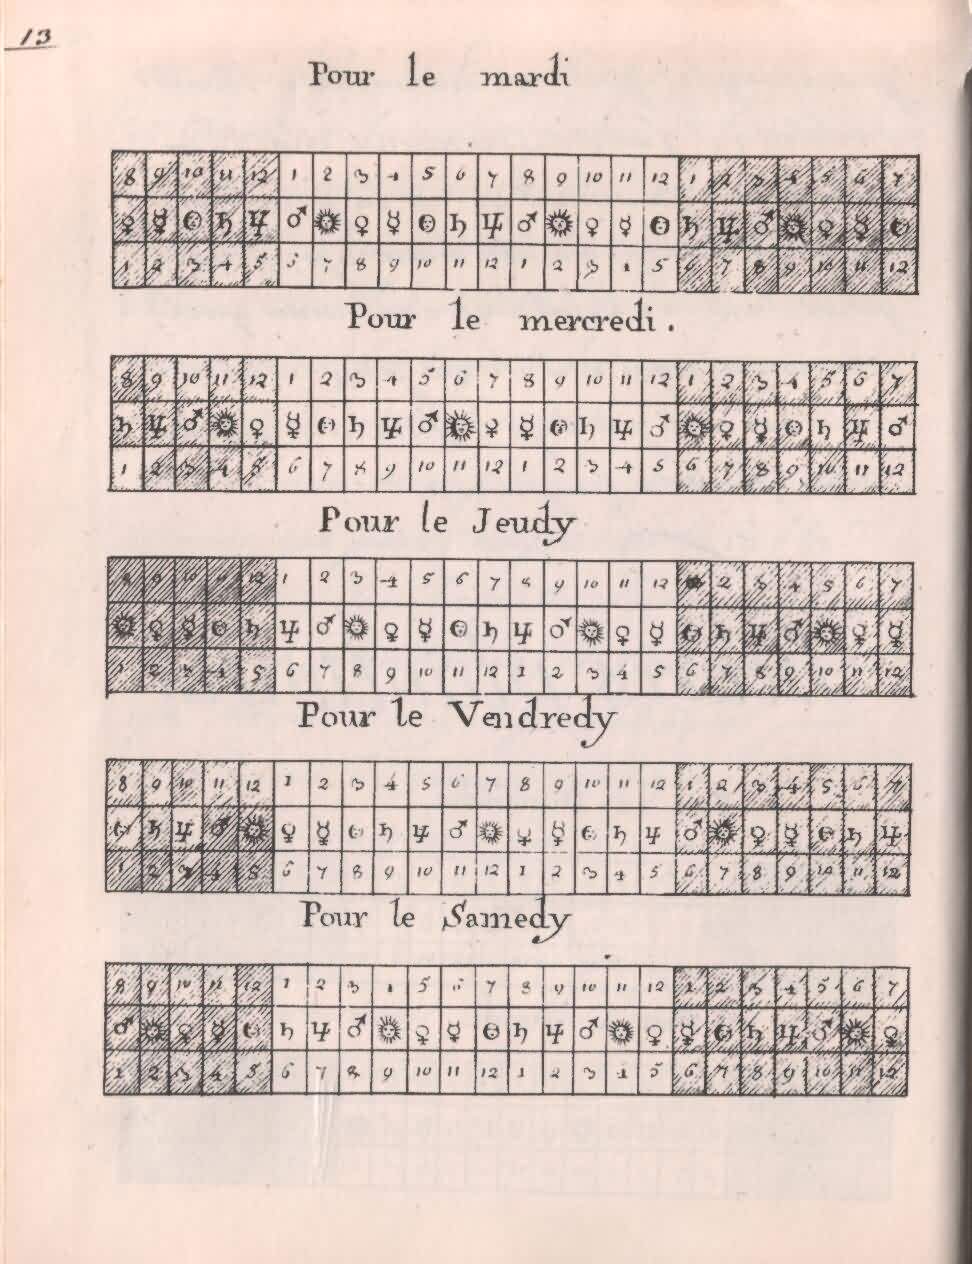 13
Pour le mardi
8 9 10 11 12 1 2 3 4 5 6 7 8 9 10 11 12 1 2 3 4 5 6 7
♀ ☿ ☽ ♄ ♃ ♂ ☉ ♀ ☿ ☽ ♄ ♃ ♂ ☉ ♀ ☿ ☽ ♄ ♃ ♂ ☉ ♀ ☿ ☽
1 2 3 4 5 6 7 8 9 10 11 12 1 2 3 4 5 6 7 8 9 10 11 12
Pour le mercredi .
8 9 10 11 12 1 2 3 4 5 6 7 8 9 10 11 12 1 2 3 4 5 6 7
♄ ♃ ♂ ☉ ♀ ☿ ☽ ♄ ♃ ♂ ☉ ♀ ☿ ☽ ♄ ♃ ♂ ☉ ♀ ☿ ☽ ♄ ♃ ♂
1 2 3 4 5 6 7 8 9 10 11 12 1 2 3 4 5 6 7 8 9 10 11 12
Pour le Jeudy
8 9 10 11 12 1 2 3 4 5 6 7 8 9 10 11 12 2 3 4 5 6 7
☉ ♀ ☿ ☽ ♄ ♃ ♂ ☉ ♀ ☿ ☽ ♄ ♃ ♂ ☉ ♀ ☿ ☽ ♄ ♃ ♂ ☉ ♀ ☿
1 2 3 4 5 6 7 8 9 10 11 12 1 2 3 4 5 6 7 8 9 10 11 12
Pour le Vendredy
8 9 10 11 12 1 2 3 4 5 6 7 8 9 10 11 12 1 2 3 4 5 6 7
☽ ♄ ♃ ♂ ☉ ♀ ☿ ☽ ♄ ♃ ♂ ☉ ♀ ☿ ☽ ♄ ♃ ♂ ☉ ♀ ☿ ☽ ♄ ♃
1 2 3 4 5 6 7 8 9 10 11 12 1 2 3 4 5 6 7 8 9 10 11 12
Pour le Samedy
8 9 10 11 12 1 2 3 4 5 6 7 8 9 10 11 12 1 2 3 4 5 6 7
♂ ☉ ♀ ☿ ☽ ♄ ♃ ♂ ☉ ♀ ☿ ☽ ♄ ♃ ♂ ☉ ♀ ☿ ☽ ♄ ♃ ♂ ☉ ♀
1 2 3 4 5 6 7 8 9 10 11 12 1 2 3 4 5 6 7 8 9 10 11 12